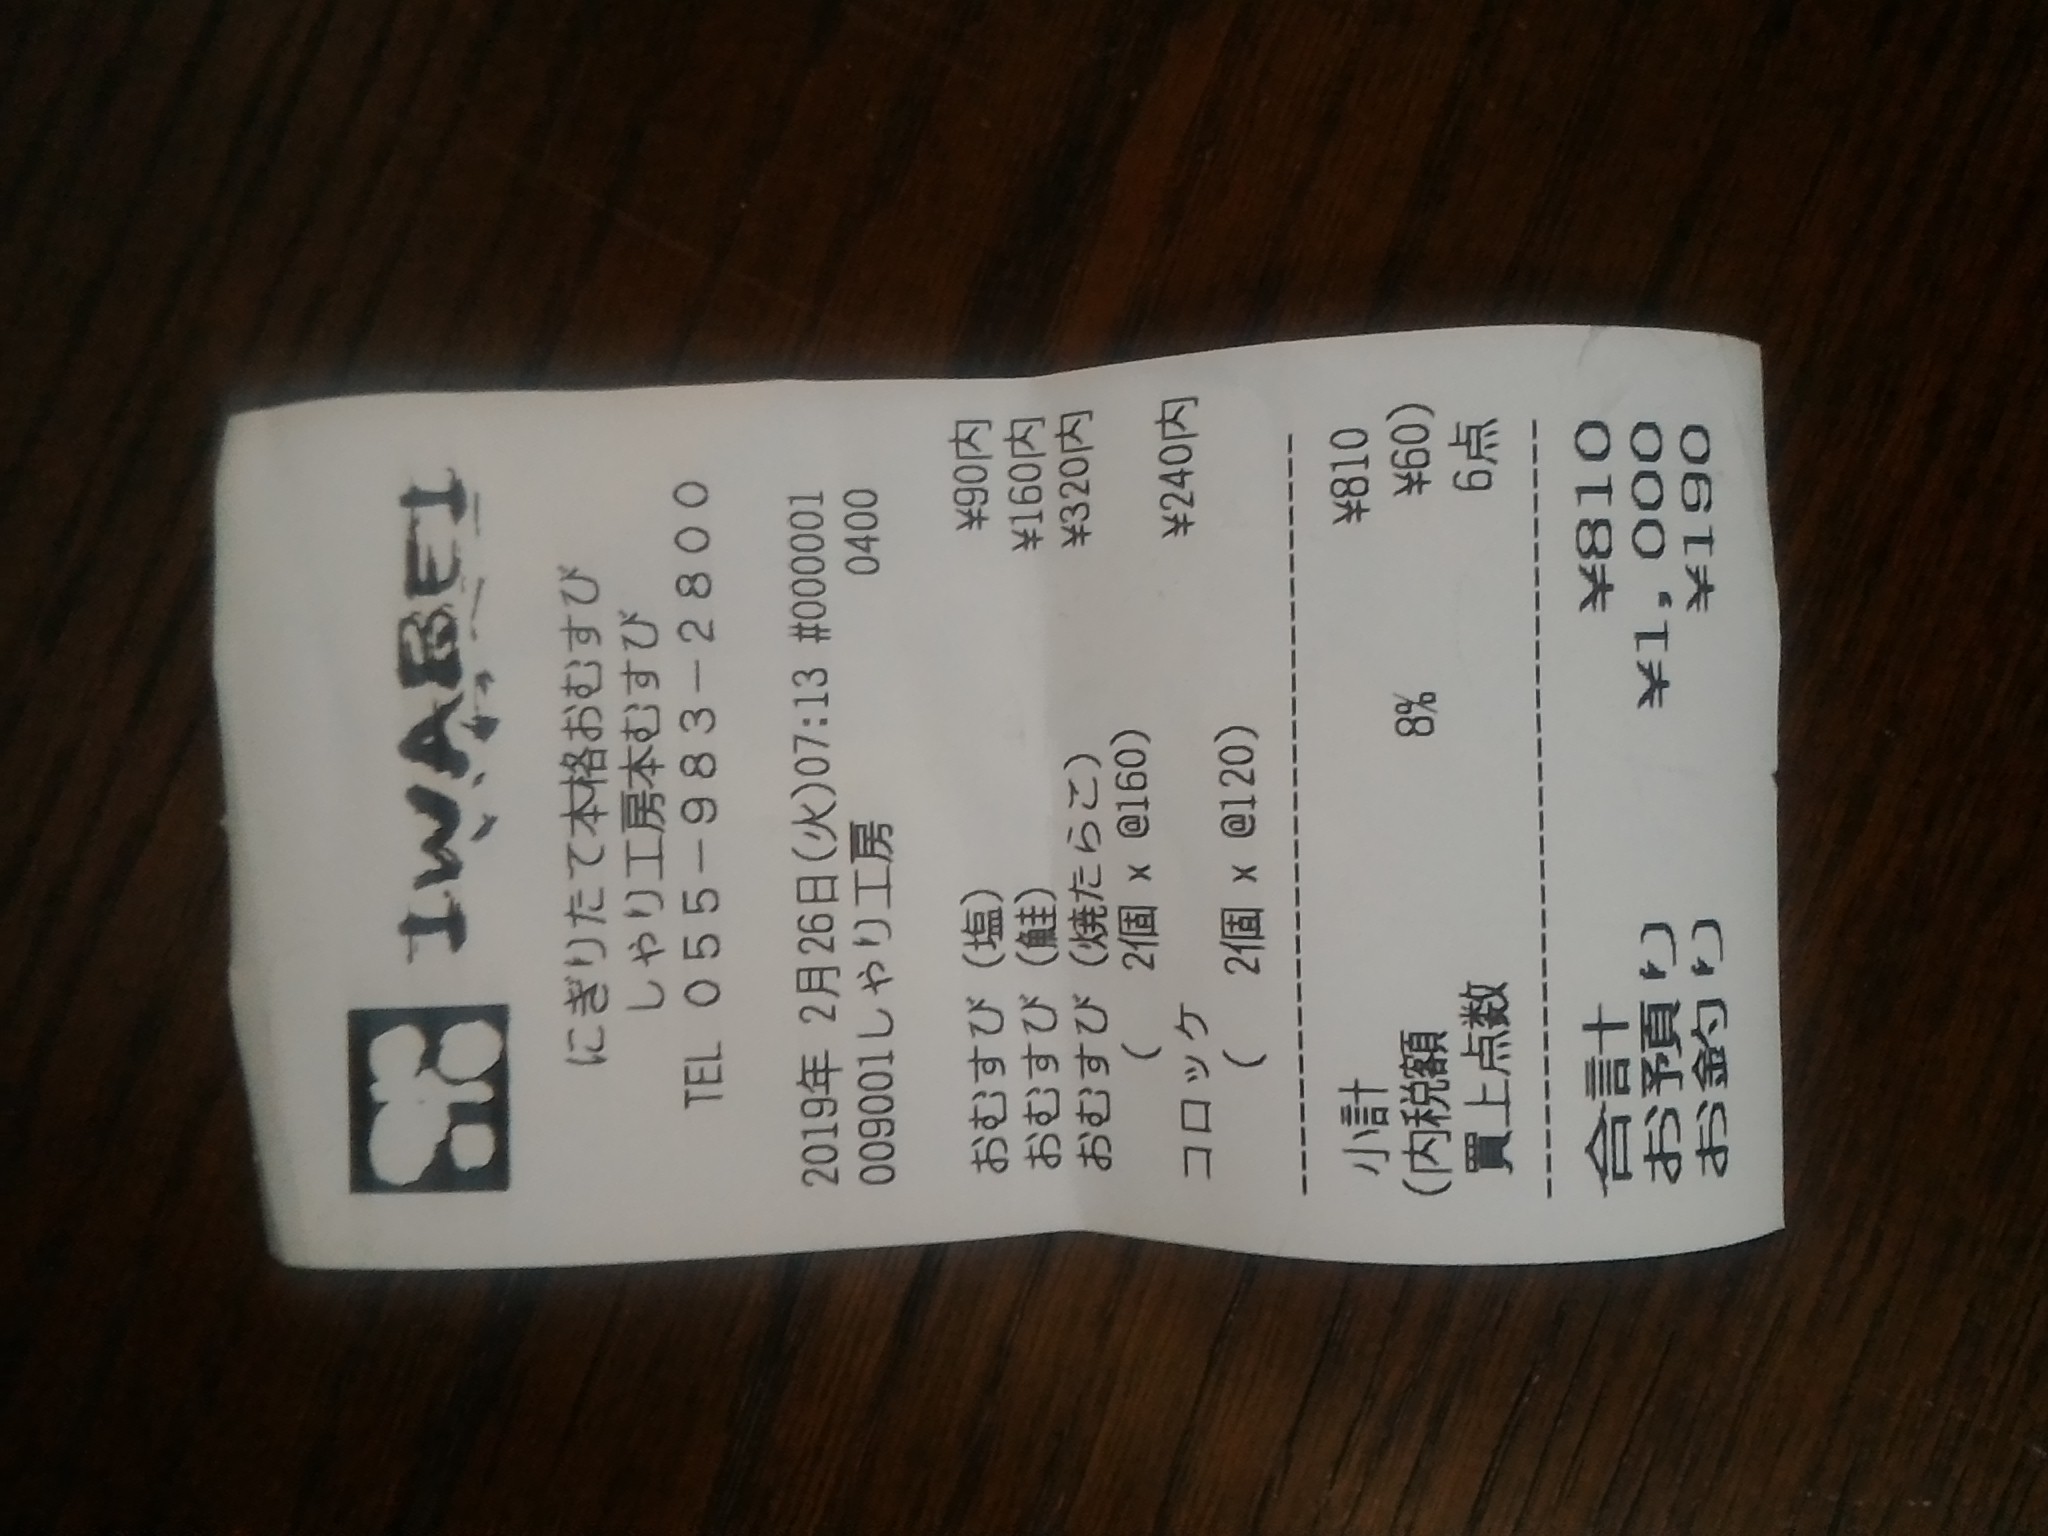 IWABEI
にぎりたて本格おむすび
しゃり工房本むすび
TEL 055-983-2800
2019年 2月26日(火)07:13 #000001
009001しゃり工房 0400
おむすび (塩) ¥90内
おむすび (鮭) ¥160内
おむすび (焼たらこ) ¥320内
( 2個 x @160)
コロッケ ¥240内
( 2個 x @120)
小計 ¥810
(内税額 8% ¥60)
買上点数 6点
合計 ¥810
お預り ¥1,000
お釣り ¥190